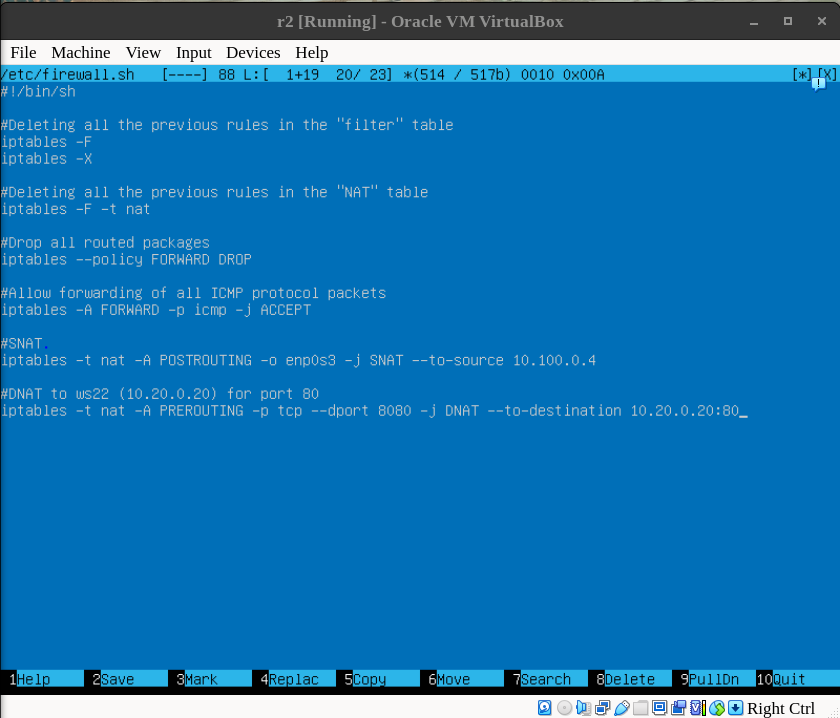 r2 [Running] - Oracle VM VirtualBox
File Machine View Input Devices Help
/etc/firewall.sh [----] 88 L:[ 1+19 20/ 23] *(514 / 517b) 0010 0x00A [*][X]
#!/bin/sh
#Deleting all the previous rules in the "filter" table
iptables -F
iptables -X
#Deleting all the previous rules in the "NAT" table
iptables -F -t nat
#Drop all routed packages
iptables --policy FORWARD DROP
#Allow forwarding of all ICMP protocol packets
iptables -A FORWARD -p icmp -j ACCEPT
#SNAT.
iptables -t nat -A POSTROUTING -o enp0s3 -j SNAT --to-source 10.100.0.4
#DNAT to ws22 (10.20.0.20) for port 80
iptables -t nat -A PREROUTING -p tcp --dport 8080 -j DNAT --to-destination 10.20.0.20:80_
1Help 2Save 3Mark 4Replac 5Copy 6Move 7Search 8Delete 9PullDn 10Quit
Right Ctrl